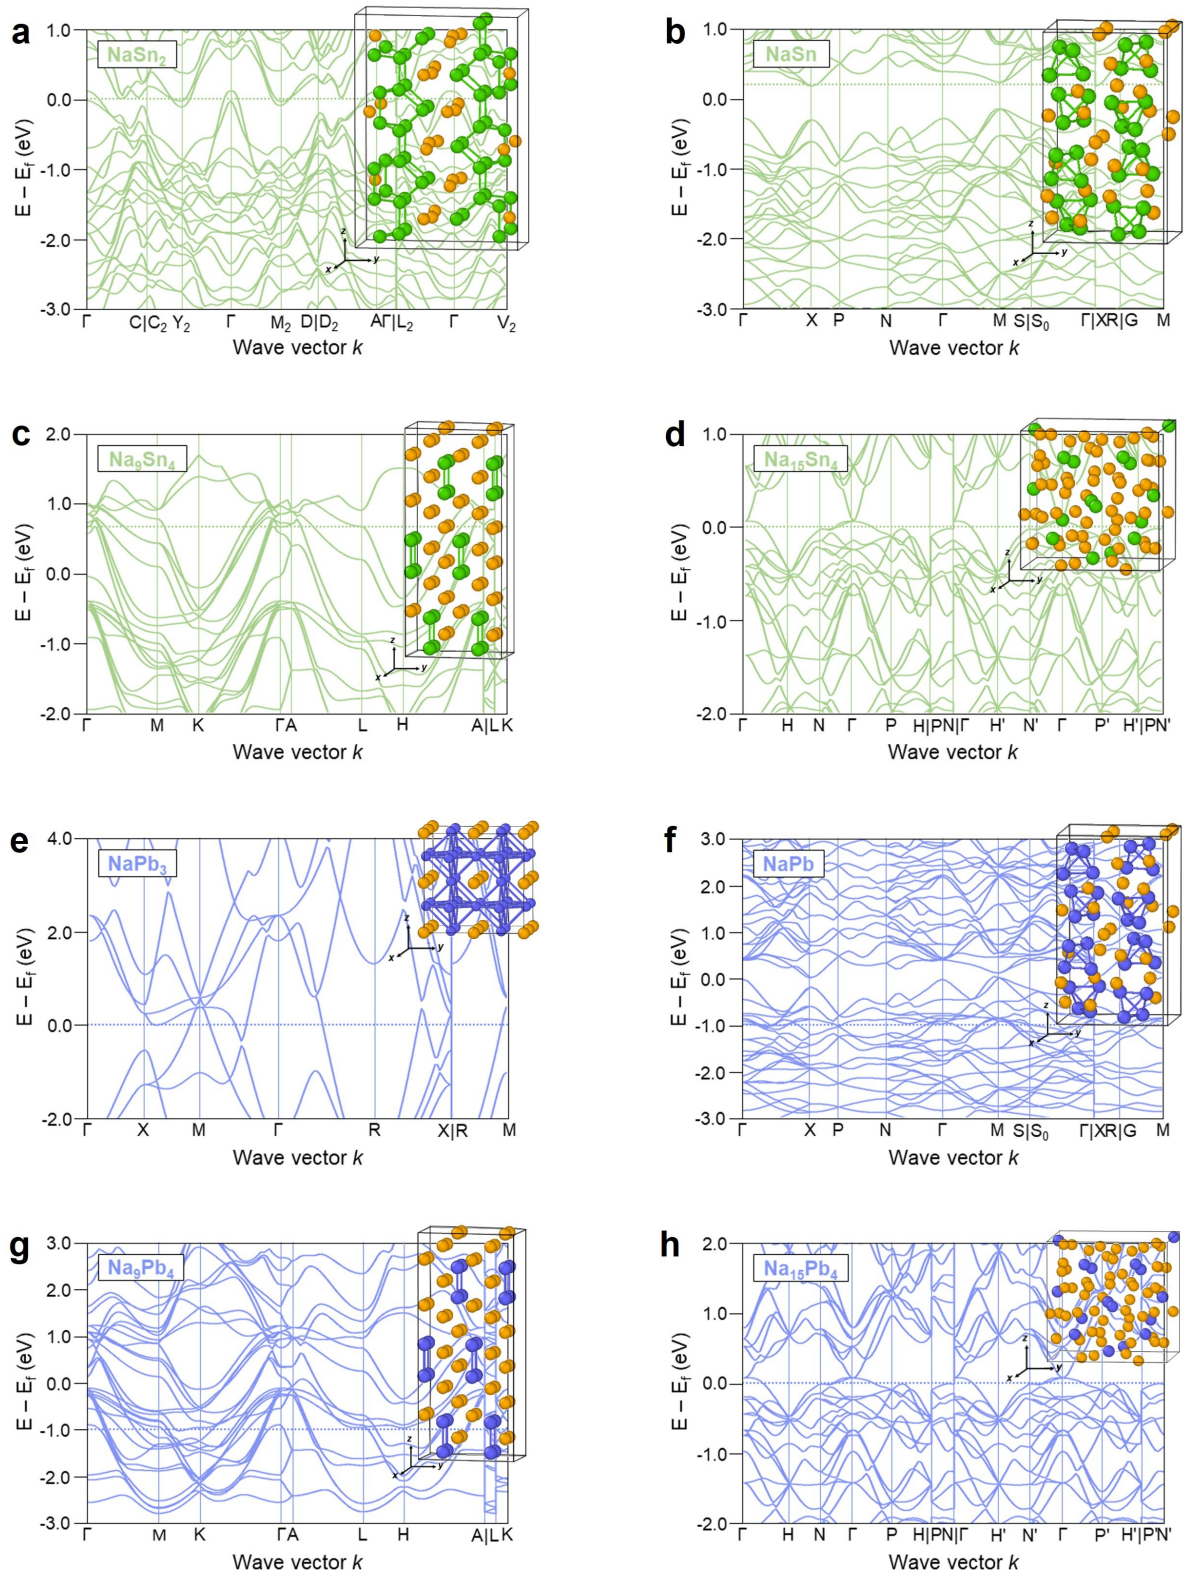 a
NaSn2
E − Ef (eV)
1.0
0.0
-1.0
-2.0
-3.0
z
x
y
Γ C|C2 Y2 Γ M2 D|D2 AΓ|L2 Γ V2
Wave vector k
b
NaSn
E − Ef (eV)
1.0
0.0
-1.0
-2.0
-3.0
z
x
y
Γ X P N Γ M S|S0 Γ|XR|G M
Wave vector k
c
Na9Sn4
E − Ef (eV)
2.0
1.0
0.0
-1.0
-2.0
z
x
y
Γ M K ΓA L H A|LK
Wave vector k
d
Na15Sn4
E − Ef (eV)
1.0
0.0
-1.0
-2.0
z
x
y
Γ H N Γ P H|PN|Γ H' N' Γ P' H'|PN'
Wave vector k
e
NaPb3
E − Ef (eV)
4.0
2.0
0.0
-2.0
z
x
y
Γ X M Γ R X|R M
Wave vector k
f
NaPb
E − Ef (eV)
3.0
2.0
1.0
0.0
-1.0
-2.0
-3.0
z
x
y
Γ X P N Γ M S|S0 Γ|XR|G M
Wave vector k
g
Na9Pb4
E − Ef (eV)
3.0
2.0
1.0
0.0
-1.0
-2.0
-3.0
z
x
y
Γ M K ΓA L H A|LK
Wave vector k
h
Na15Pb4
E − Ef (eV)
2.0
1.0
0.0
-1.0
-2.0
z
x
y
Γ H N Γ P H|PN|Γ H' N' Γ P' H'|P'N'
Wave vector k